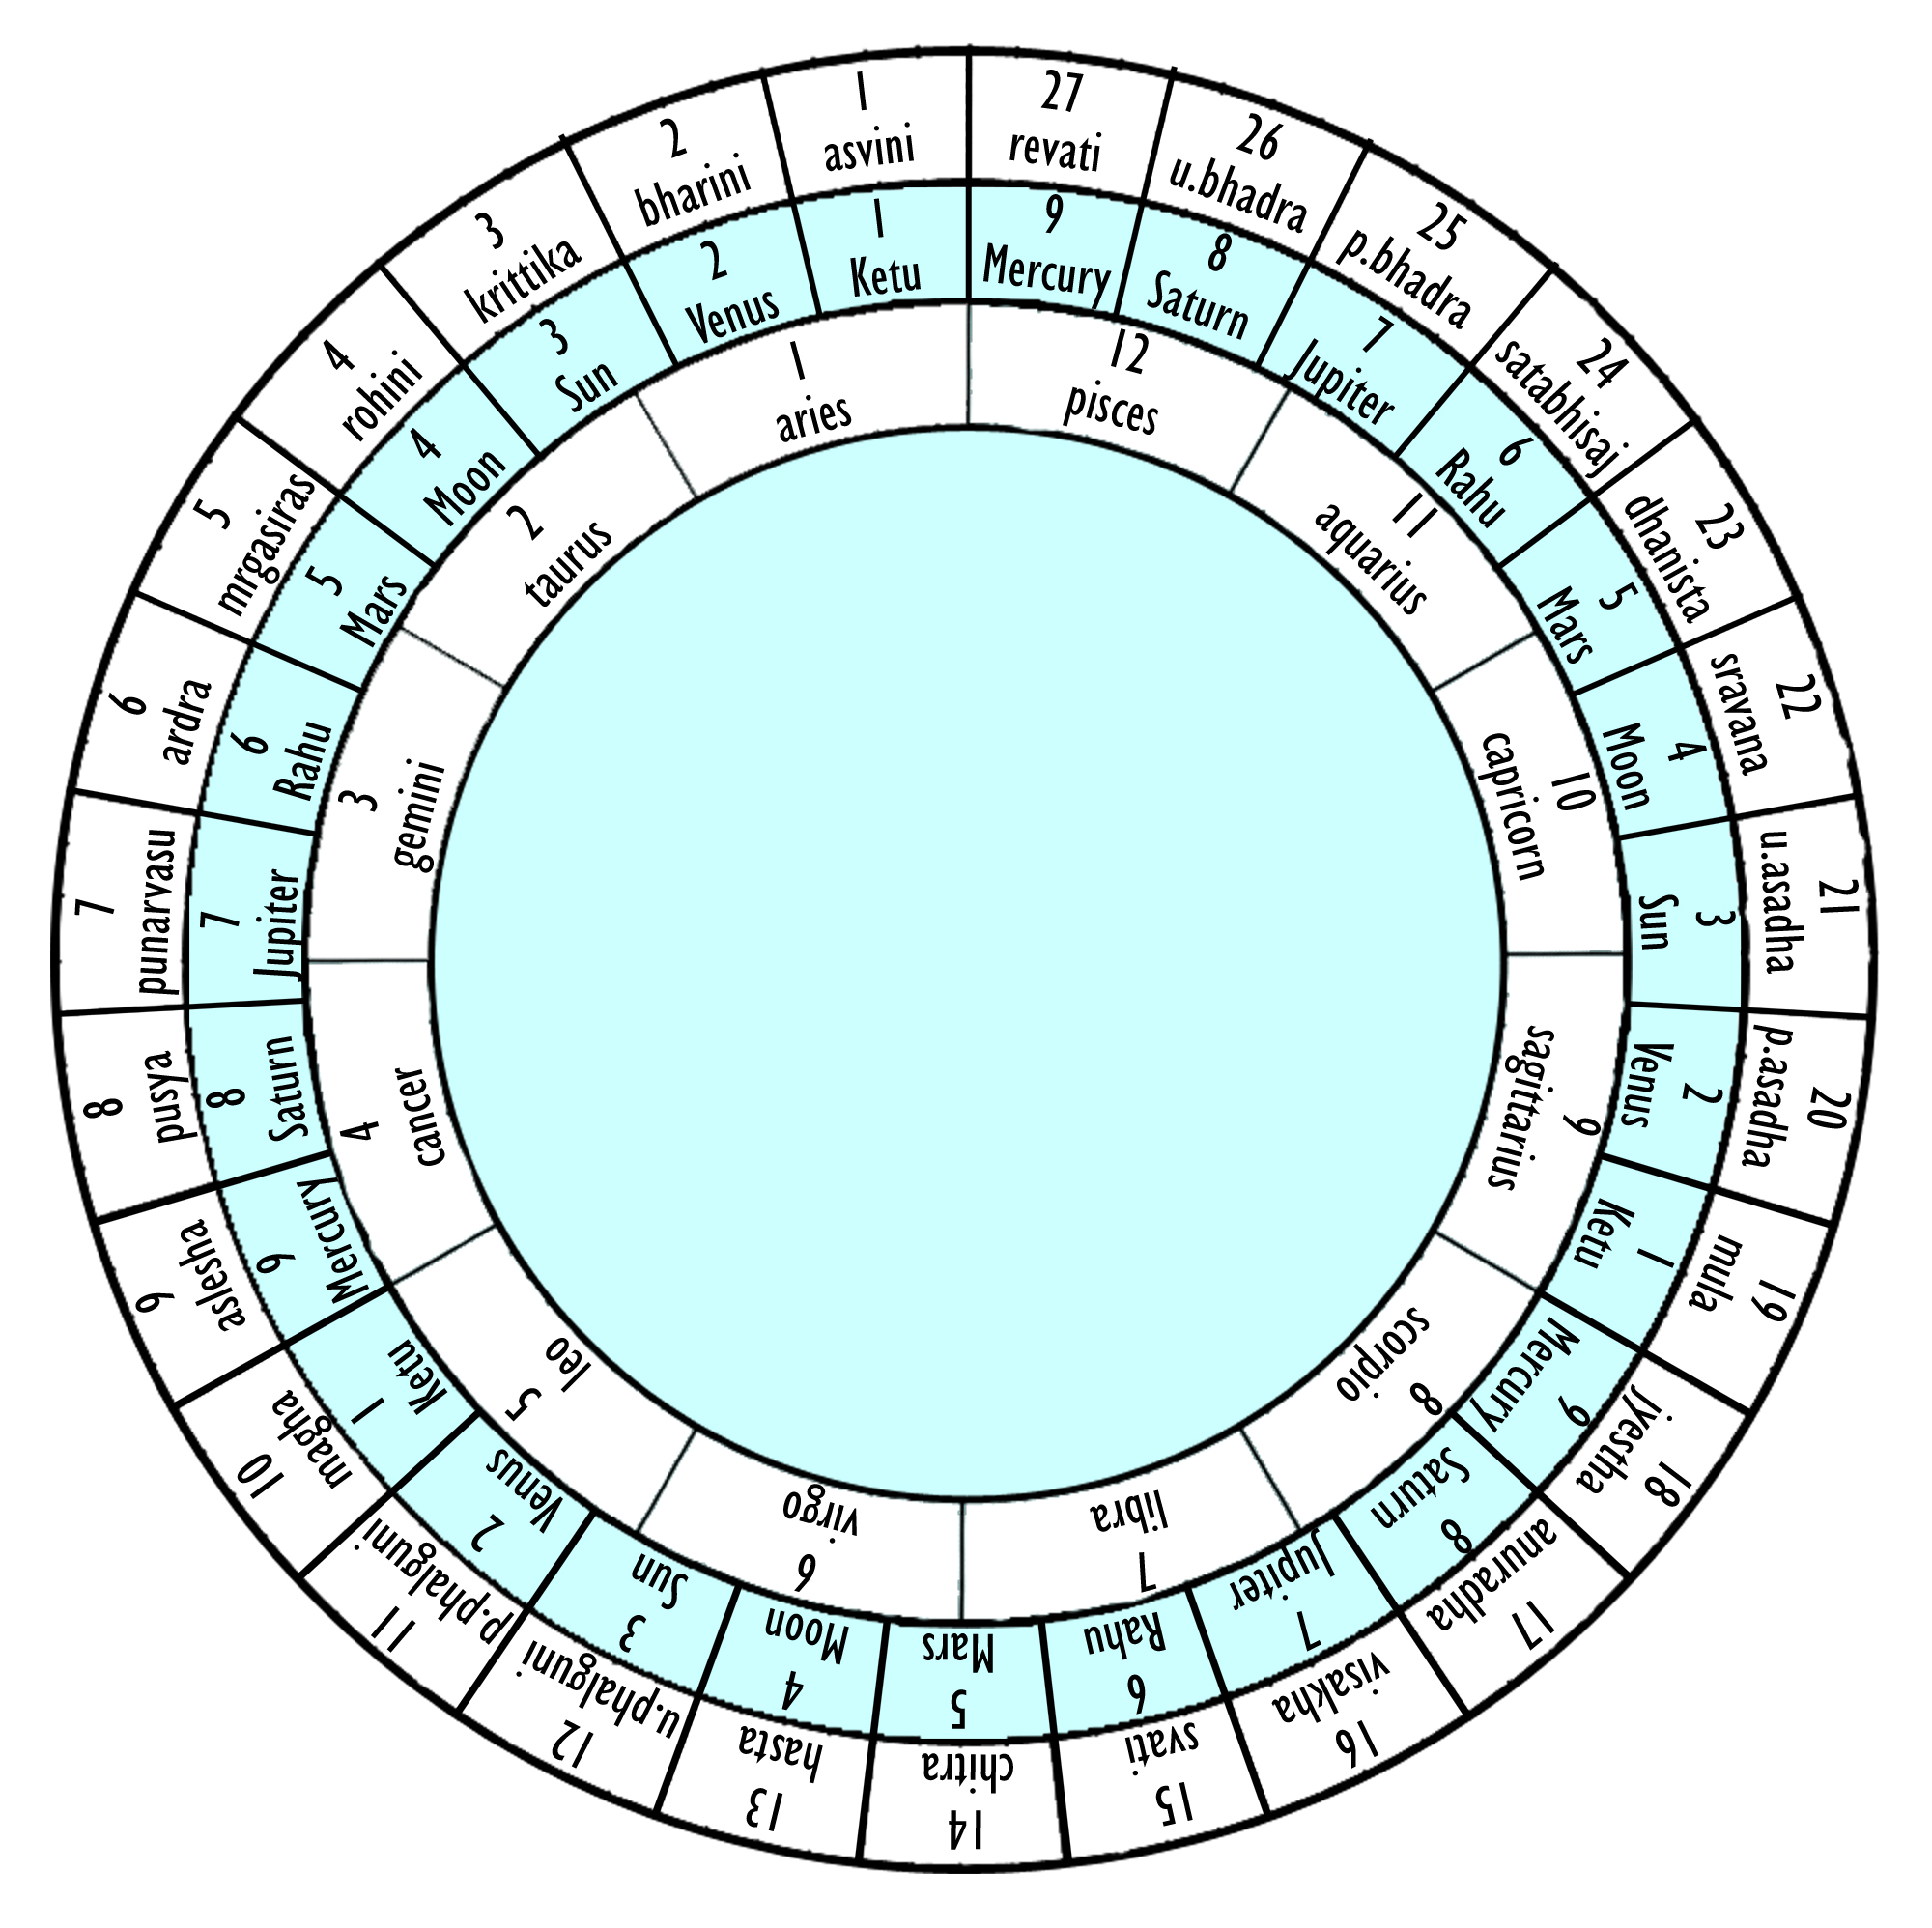 1
asvini
2
bharini
3
krittika
4
rohini
5
mrgasiras
6
ardra
7
punarvasu
8
pusya
9
aslesha
10
magha
11
p.phalguni
12
u.phalguni
13
hasta
14
chitra
15
svati
16
visakha
17
anuradha
18
jyestha
19
mula
20
p.asadha
21
u.asadha
22
sravana
23
dhanista
24
satabhisaj
25
p.bhadra
26
u.bhadra
27
revati
1
Ketu
2
Venus
3
Sun
4
Moon
5
Mars
6
Rahu
7
Jupiter
8
Saturn
9
Mercury
1
Ketu
2
Venus
3
Sun
4
Moon
5
Mars
6
Rahu
7
Jupiter
8
Saturn
9
Mercury
1
Ketu
2
Venus
3
Sun
4
Moon
5
Mars
6
Rahu
7
Jupiter
8
Saturn
9
Mercury
1
aries
2
taurus
3
gemini
4
cancer
5
leo
6
virgo
7
libra
8
scorpio
9
sagittarius
10
capricorn
11
aquarius
12
pisces